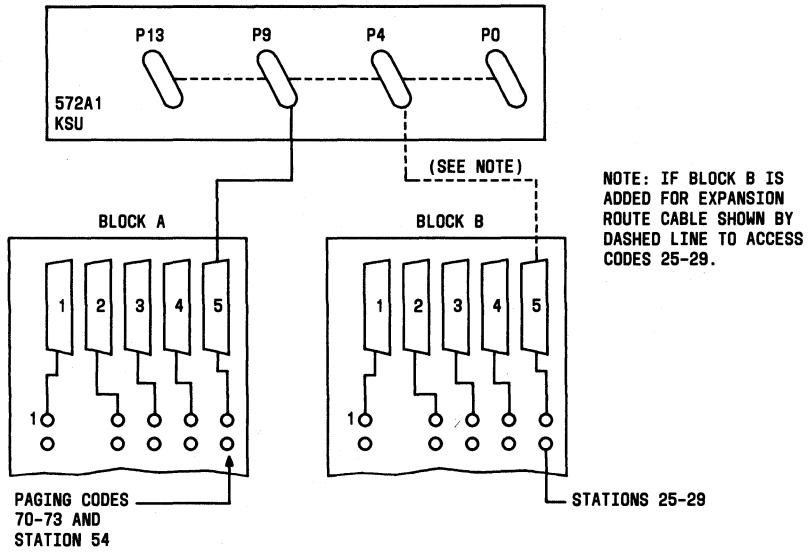 P13
P9
P4
P0
572A1
KSU
(SEE NOTE)
NOTE: IF BLOCK B IS
ADDED FOR EXPANSION
ROUTE CABLE SHOWN BY
DASHED LINE TO ACCESS
CODES 25-29.
BLOCK A
BLOCK B
1 2 3 4 5
1 2 3 4 5
1
1
PAGING CODES
70-73 AND
STATION 54
STATIONS 25-29